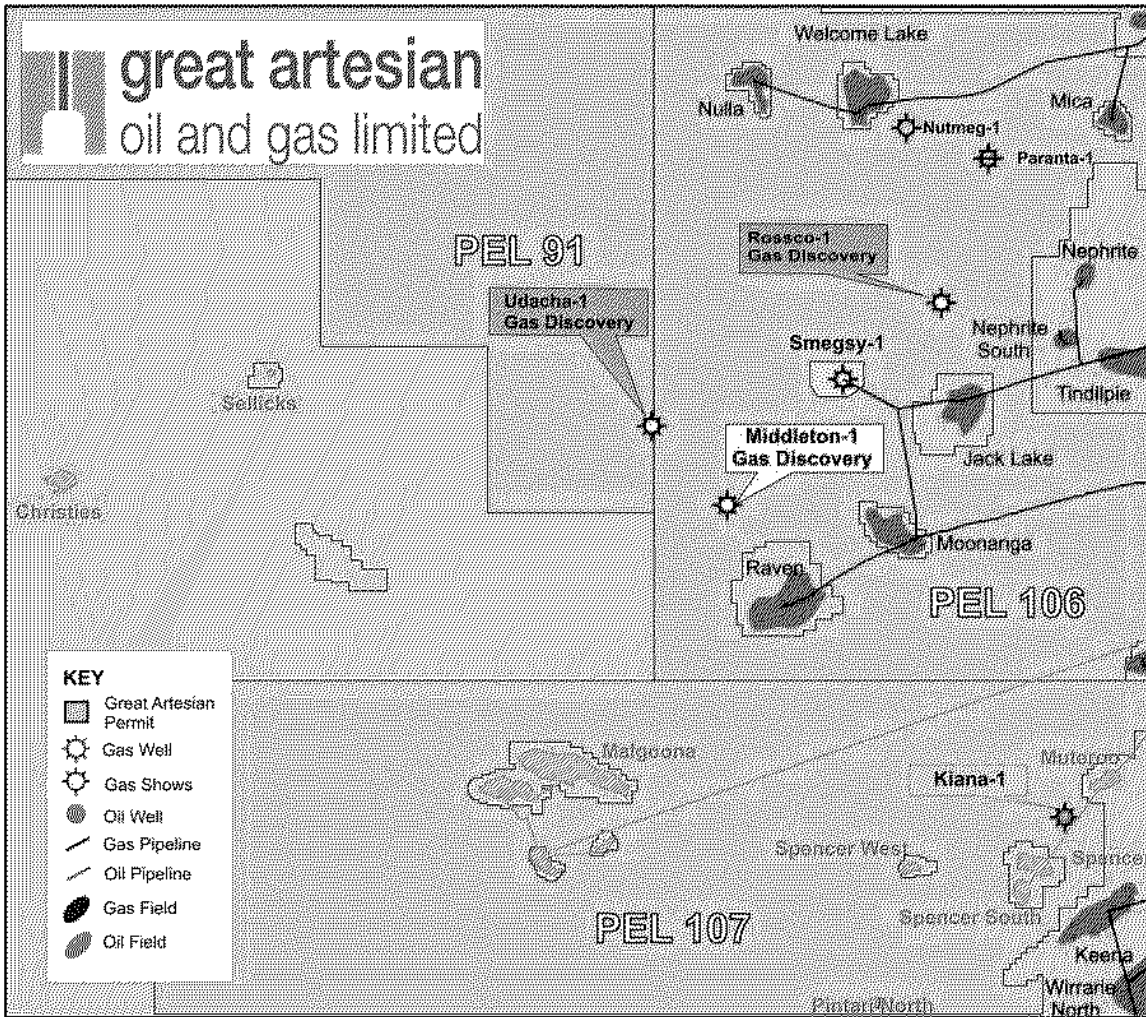 great artesian
oil and gas limited
Welcome Lake
Nulla
Mica
Nutmeg-1
Paranta-1
PEL 91
Rossco-1
Gas Discovery
Nephrite
Udacha-1
Gas Discovery
Nephrite
South
Smegsy-1
Sellicks
Tindilpie
Middleton-1
Gas Discovery
Jack Lake
Christies
Moonanga
Raven
PEL 106
KEY
Great Artesian
Permit
Gas Well
Gas Shows
Oil Well
Gas Pipeline
Oil Pipeline
Gas Field
Oil Field
Malgoona
Muteroo
Kiana-1
Spencer West
Spence
Spencer South
PEL 107
Keena
Wirrarie
North
Pintari North